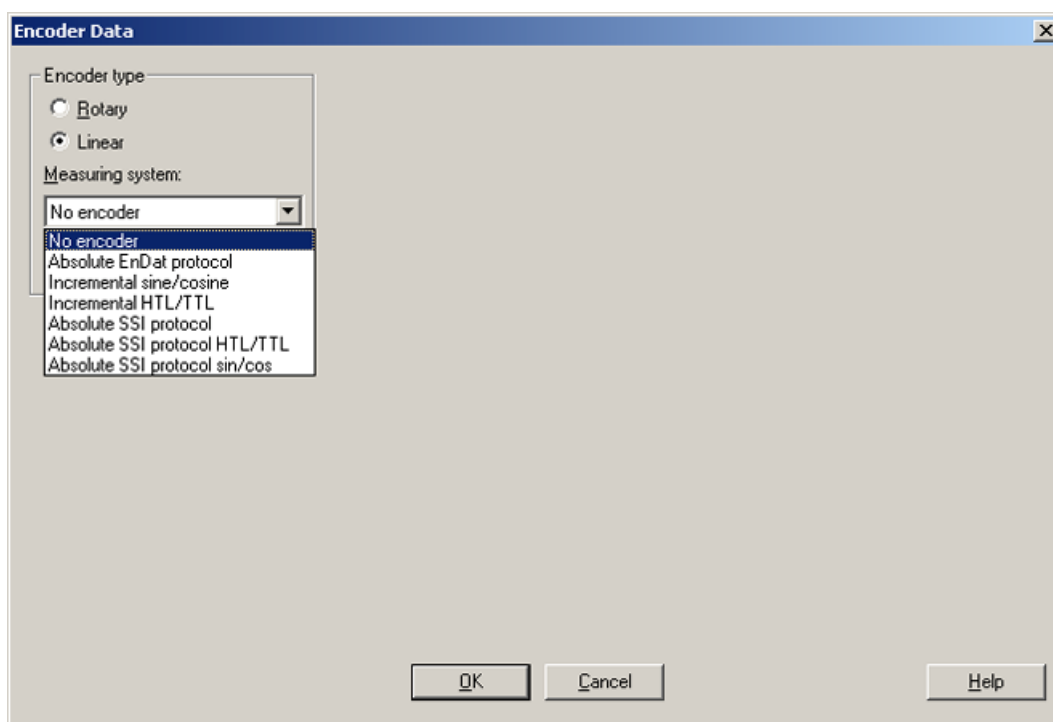 Encoder Data
Encoder type
Rotary
Linear
Measuring system:
No encoder
No encoder
Absolute EnDat protocol
Incremental sine/cosine
Incremental HTL/TTL
Absolute SSI protocol
Absolute SSI protocol HTL/TTL
Absolute SSI protocol sin/cos
OK Cancel Help